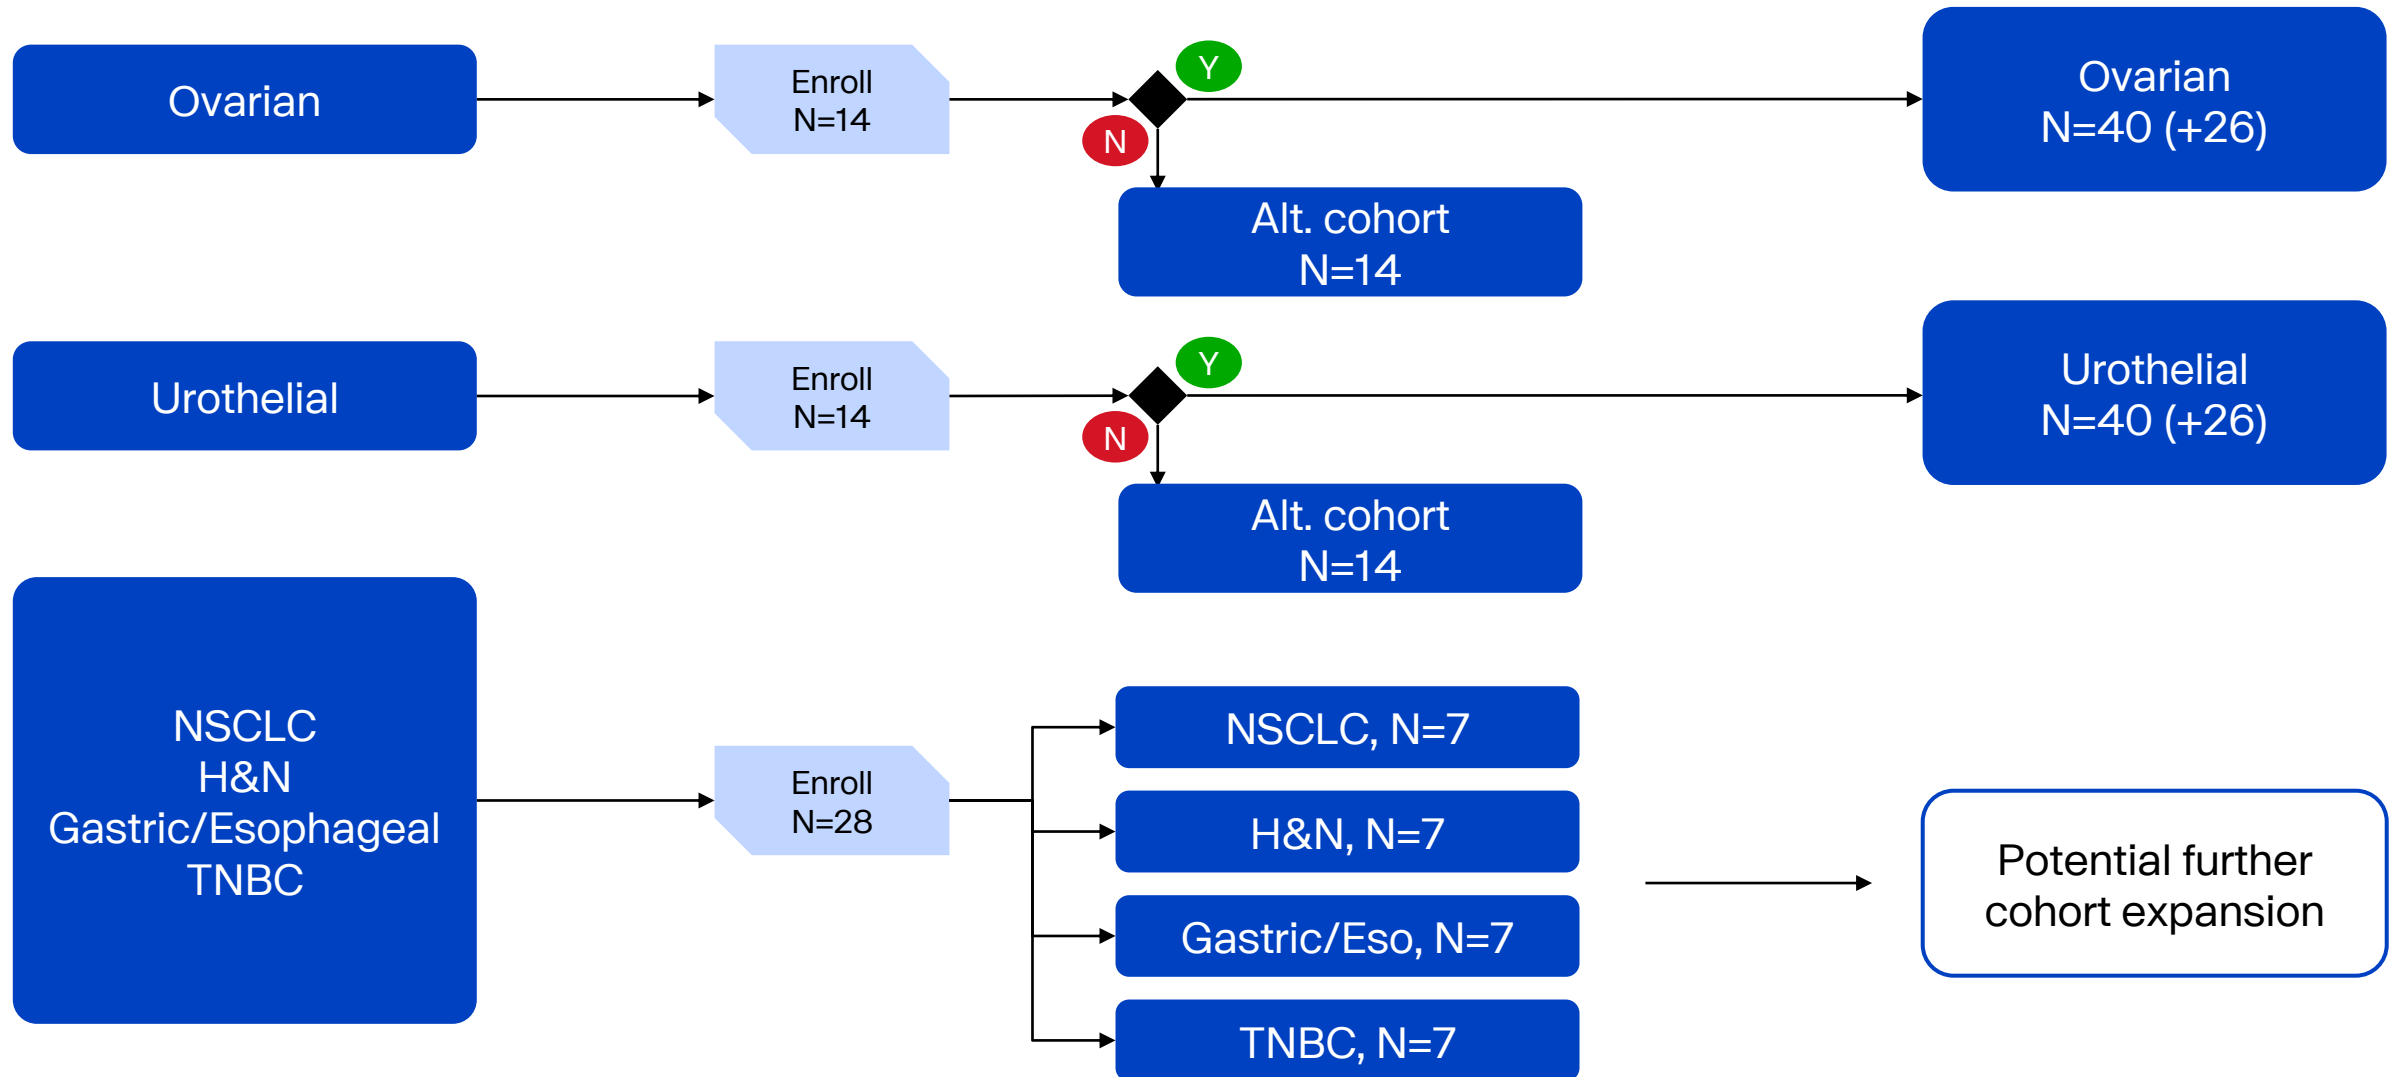 Ovarian
Enroll
N=14
Y
N
Ovarian
N=40 (+26)
Alt. cohort
N=14
Urothelial
Enroll
N=14
Y
N
Urothelial
N=40 (+26)
Alt. cohort
N=14
NSCLC
H&N
Gastric/Esophageal
TNBC
Enroll
N=28
NSCLC, N=7
H&N, N=7
Gastric/Eso, N=7
TNBC, N=7
Potential further
cohort expansion